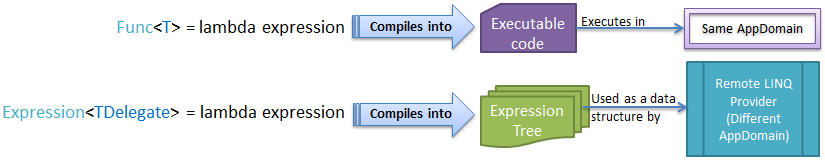 Func<T> = lambda expression
Compiles into
Executable
code
Executes in
Same AppDomain
Expression<TDelegate> = lambda expression
Compiles into
Expression
Tree
Used as a data
structure by
Remote LINQ
Provider
(Different
AppDomain)